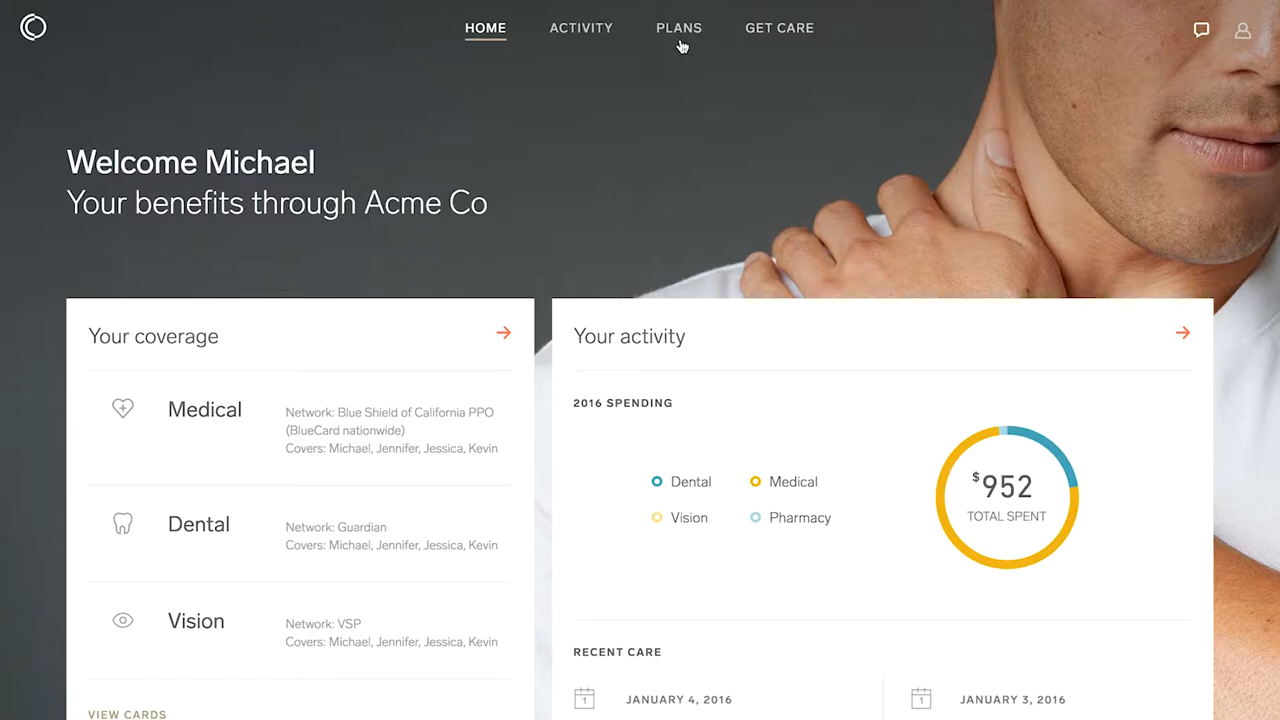 HOME ACTIVITY PLANS GET CARE
Welcome Michael
Your benefits through Acme Co
Your coverage
Medical
Network: Blue Shield of California PPO
(BlueCard nationwide)
Covers: Michael, Jennifer, Jessica, Kevin
Dental
Network: Guardian
Covers: Michael, Jennifer, Jessica, Kevin
Vision
Network: VSP
Covers: Michael, Jennifer, Jessica, Kevin
VIEW CARDS
Your activity
2016 SPENDING
Dental Medical
Vision Pharmacy
$952
TOTAL SPENT
RECENT CARE
1 JANUARY 4, 2016
1 JANUARY 3, 2016